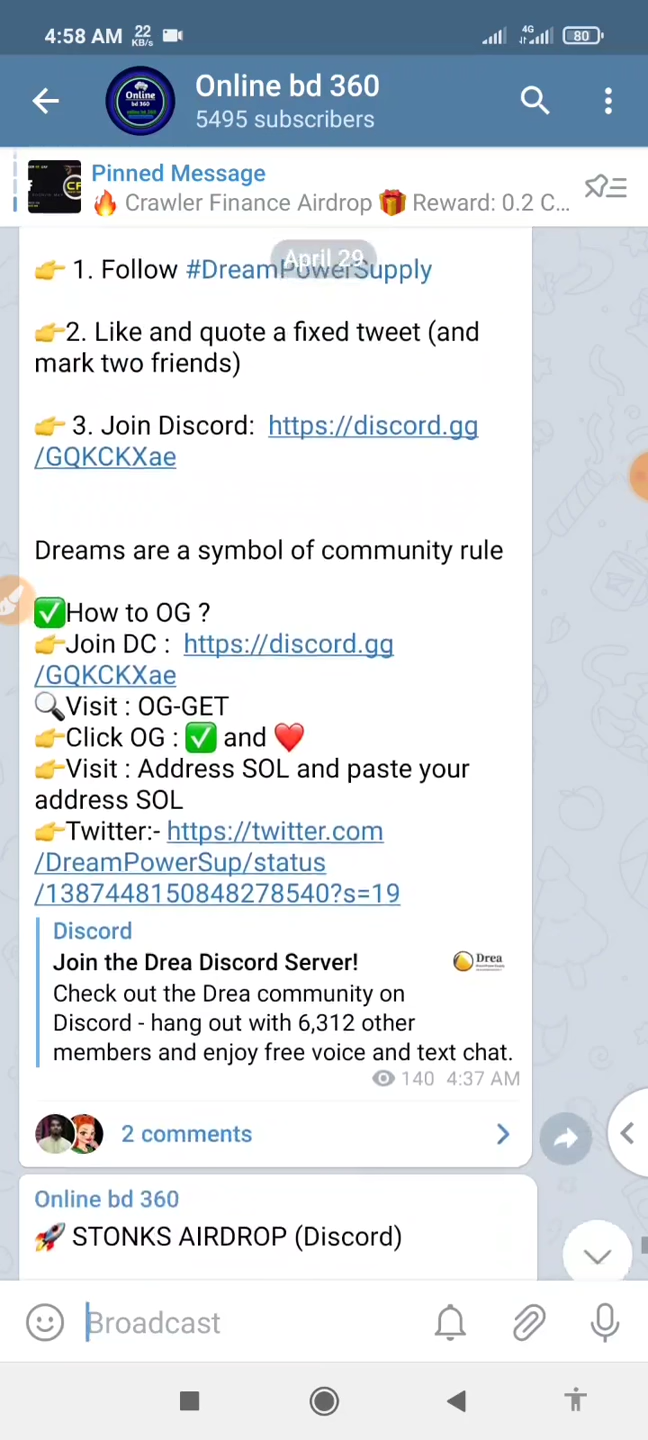 4:58 AM 22 KB/s 4G 80
Online bd 360
5495 subscribers
Pinned Message
🔥 Crawler Finance Airdrop 🎁 Reward: 0.2 C...
April 29
👉 1. Follow #DreamPowerSupply
👉2. Like and quote a fixed tweet (and
mark two friends)
👉 3. Join Discord: https://discord.gg
/GQKCKXae
Dreams are a symbol of community rule
✅How to OG ?
👉Join DC : https://discord.gg
/GQKCKXae
🔍Visit : OG-GET
👉Click OG : ✅ and ❤️
👉Visit : Address SOL and paste your
address SOL
👉Twitter:- https://twitter.com
/DreamPowerSup/status
/1387448150848278540?s=19
Discord
Join the Drea Discord Server!
Drea
Check out the Drea community on
Discord - hang out with 6,312 other
members and enjoy free voice and text chat.
140 4:37 AM
2 comments
Online bd 360
🚀 STONKS AIRDROP (Discord)
Broadcast